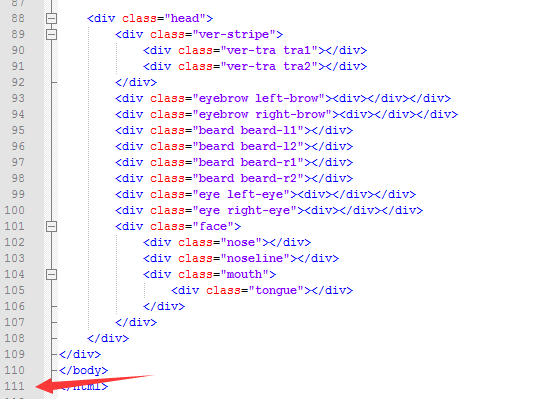 87
88 <div class="head">
89 <div class="ver-stripe">
90 <div class="ver-tra tra1"></div>
91 <div class="ver-tra tra2"></div>
92 </div>
93 <div class="eyebrow left-brow"><div></div></div>
94 <div class="eyebrow right-brow"><div></div></div>
95 <div class="beard beard-l1"></div>
96 <div class="beard beard-l2"></div>
97 <div class="beard beard-r1"></div>
98 <div class="beard beard-r2"></div>
99 <div class="eye left-eye"><div></div></div>
100 <div class="eye right-eye"><div></div></div>
101 <div class="face">
102 <div class="nose"></div>
103 <div class="noseline"></div>
104 <div class="mouth">
105 <div class="tongue"></div>
106 </div>
107 </div>
108 </div>
109 </div>
110 </body>
111 </html>